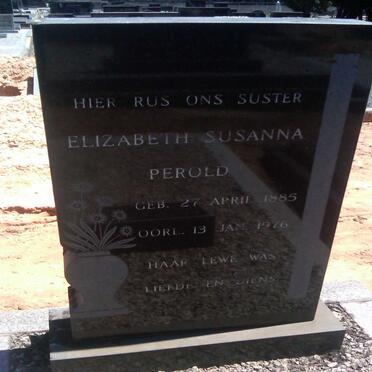 HIER RUS ONS SUSTER
ELIZABETH SUSANNA
PEROLD
GEB. 27 APRIL 1885
OORL. 13 JAN. 1976
HAAR LEWE WAS
LIEFDE EN DIENS